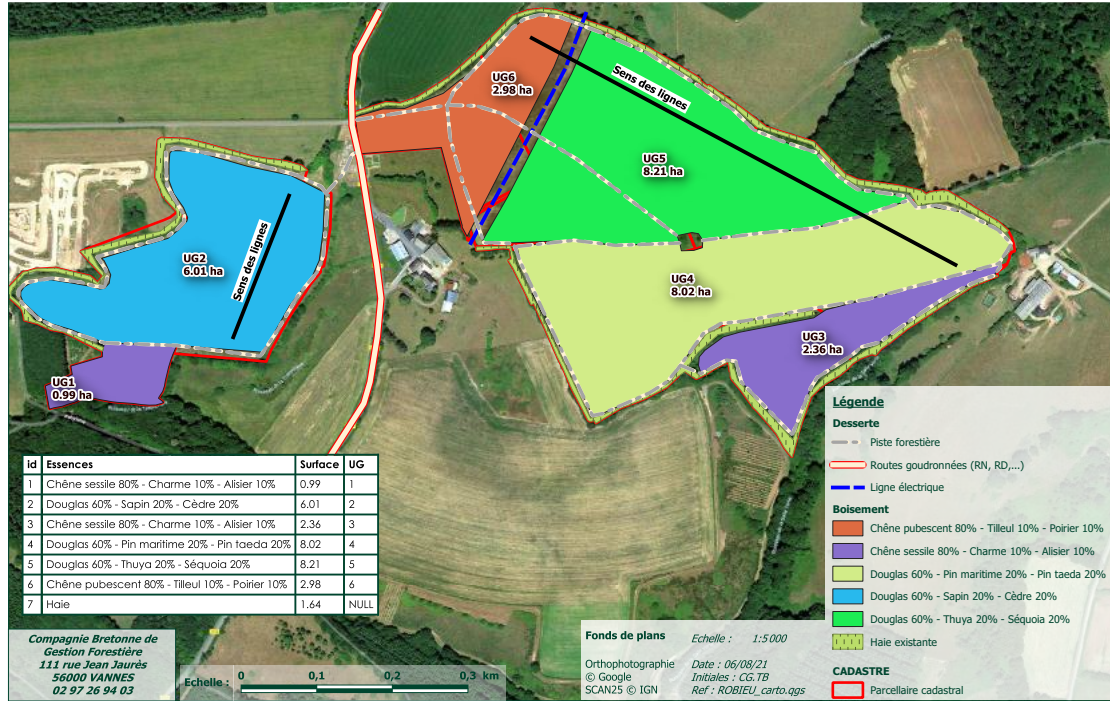 UG6
2.98 ha
Sens des lignes
UG5
8.21 ha
UG2
6.01 ha
Sens des lignes
UG4
8.02 ha
UG3
2.36 ha
UG1
0.99 ha
id Essences Surface UG
1 Chêne sessile 80% - Charme 10% - Alisier 10% 0.99 1
2 Douglas 60% - Sapin 20% - Cèdre 20% 6.01 2
3 Chêne sessile 80% - Charme 10% - Alisier 10% 2.36 3
4 Douglas 60% - Pin maritime 20% - Pin taeda 20% 8.02 4
5 Douglas 60% - Thuya 20% - Séquoia 20% 8.21 5
6 Chêne pubescent 80% - Tilleul 10% - Poirier 10% 2.98 6
7 Haie 1.64 NULL
Légende
Desserte
Piste forestière
Routes goudronnées (RN, RD,...)
Ligne électrique
Boisement
Chêne pubescent 80% - Tilleul 10% - Poirier 10%
Chêne sessile 80% - Charme 10% - Alisier 10%
Douglas 60% - Pin maritime 20% - Pin taeda 20%
Douglas 60% - Sapin 20% - Cèdre 20%
Douglas 60% - Thuya 20% - Séquoia 20%
Haie existante
CADASTRE
Parcellaire cadastral
Compagnie Bretonne de
Gestion Forestière
111 rue Jean Jaurès
56000 VANNES
02 97 26 94 03
Echelle :
0 0,1 0,2 0,3 km
Fonds de plans
Orthophotographie
© Google
SCAN25 © IGN
Echelle : 1:5 000
Date : 06/08/21
Initiales : CG.TB
Ref : ROBIEU_carto.qgs